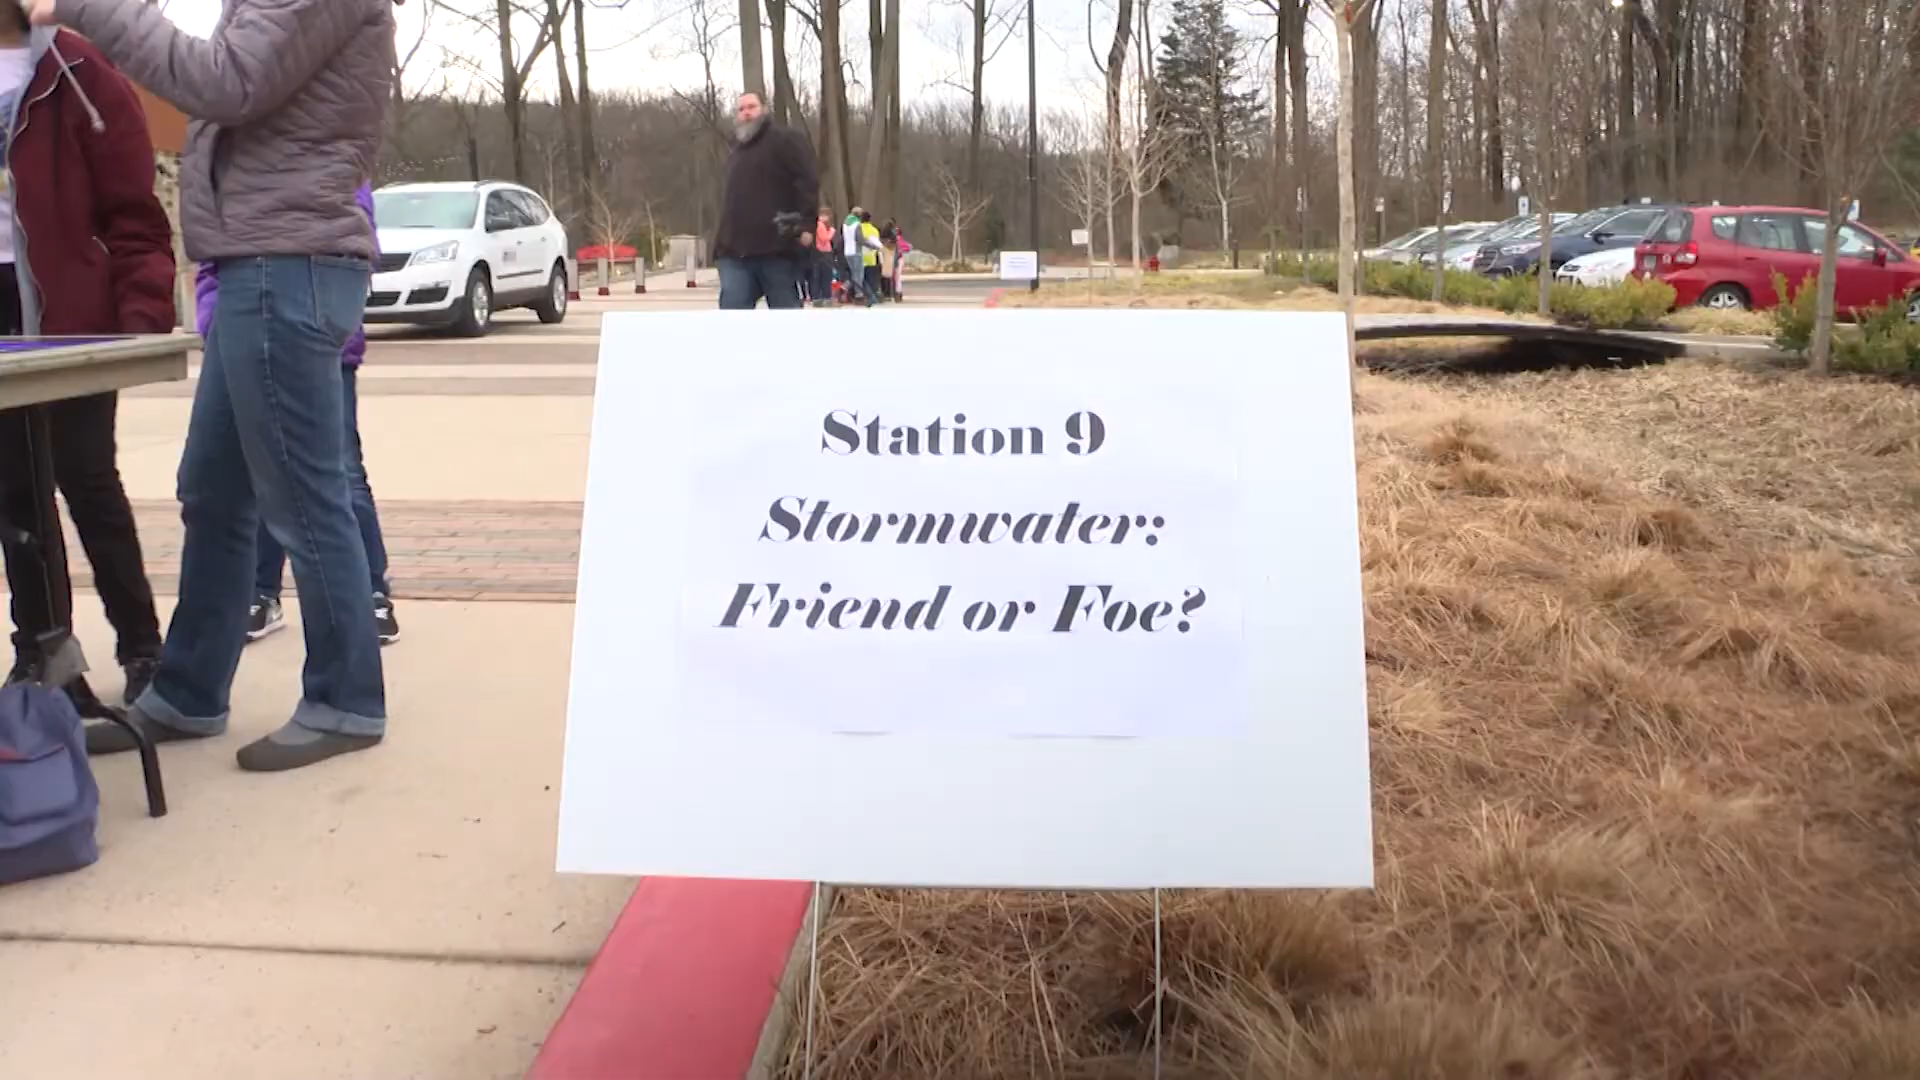 Station 9
Stormwater:
Friend or Foe?